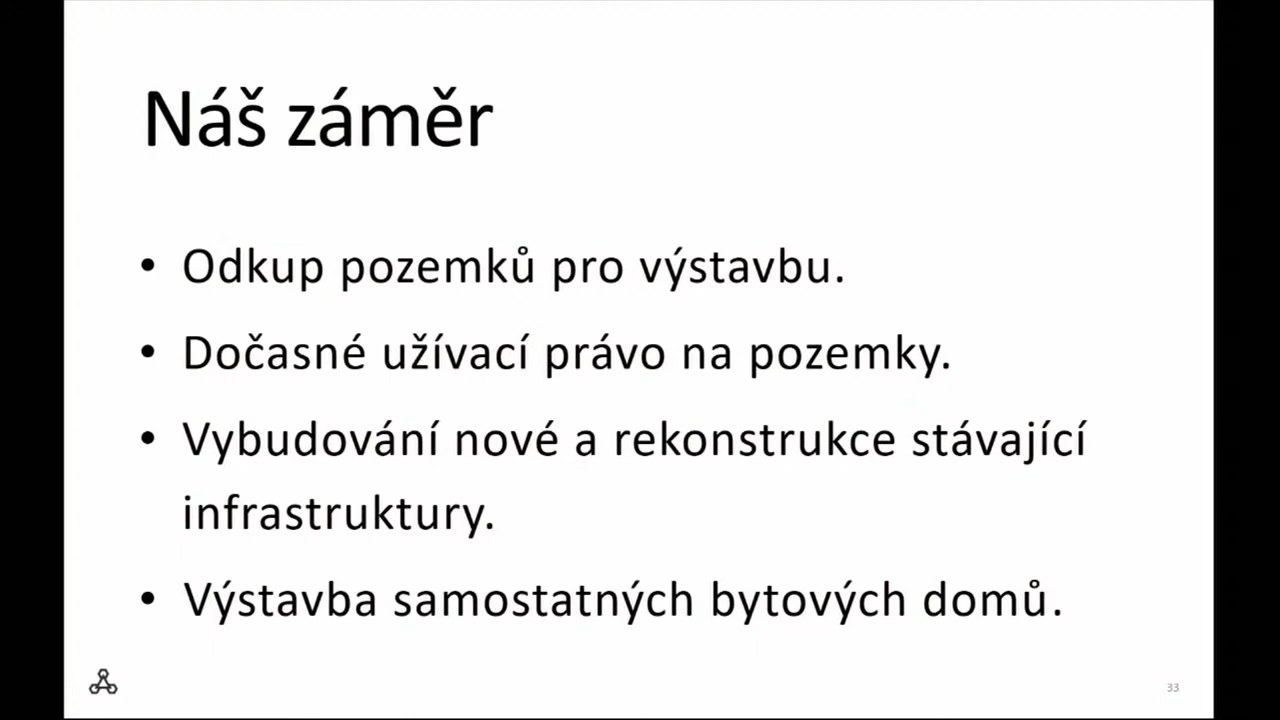 Náš záměr
• Odkup pozemků pro výstavbu.
• Dočasné užívací právo na pozemky.
• Vybudování nové a rekonstrukce stávající
infrastruktury.
• Výstavba samostatných bytových domů.
33